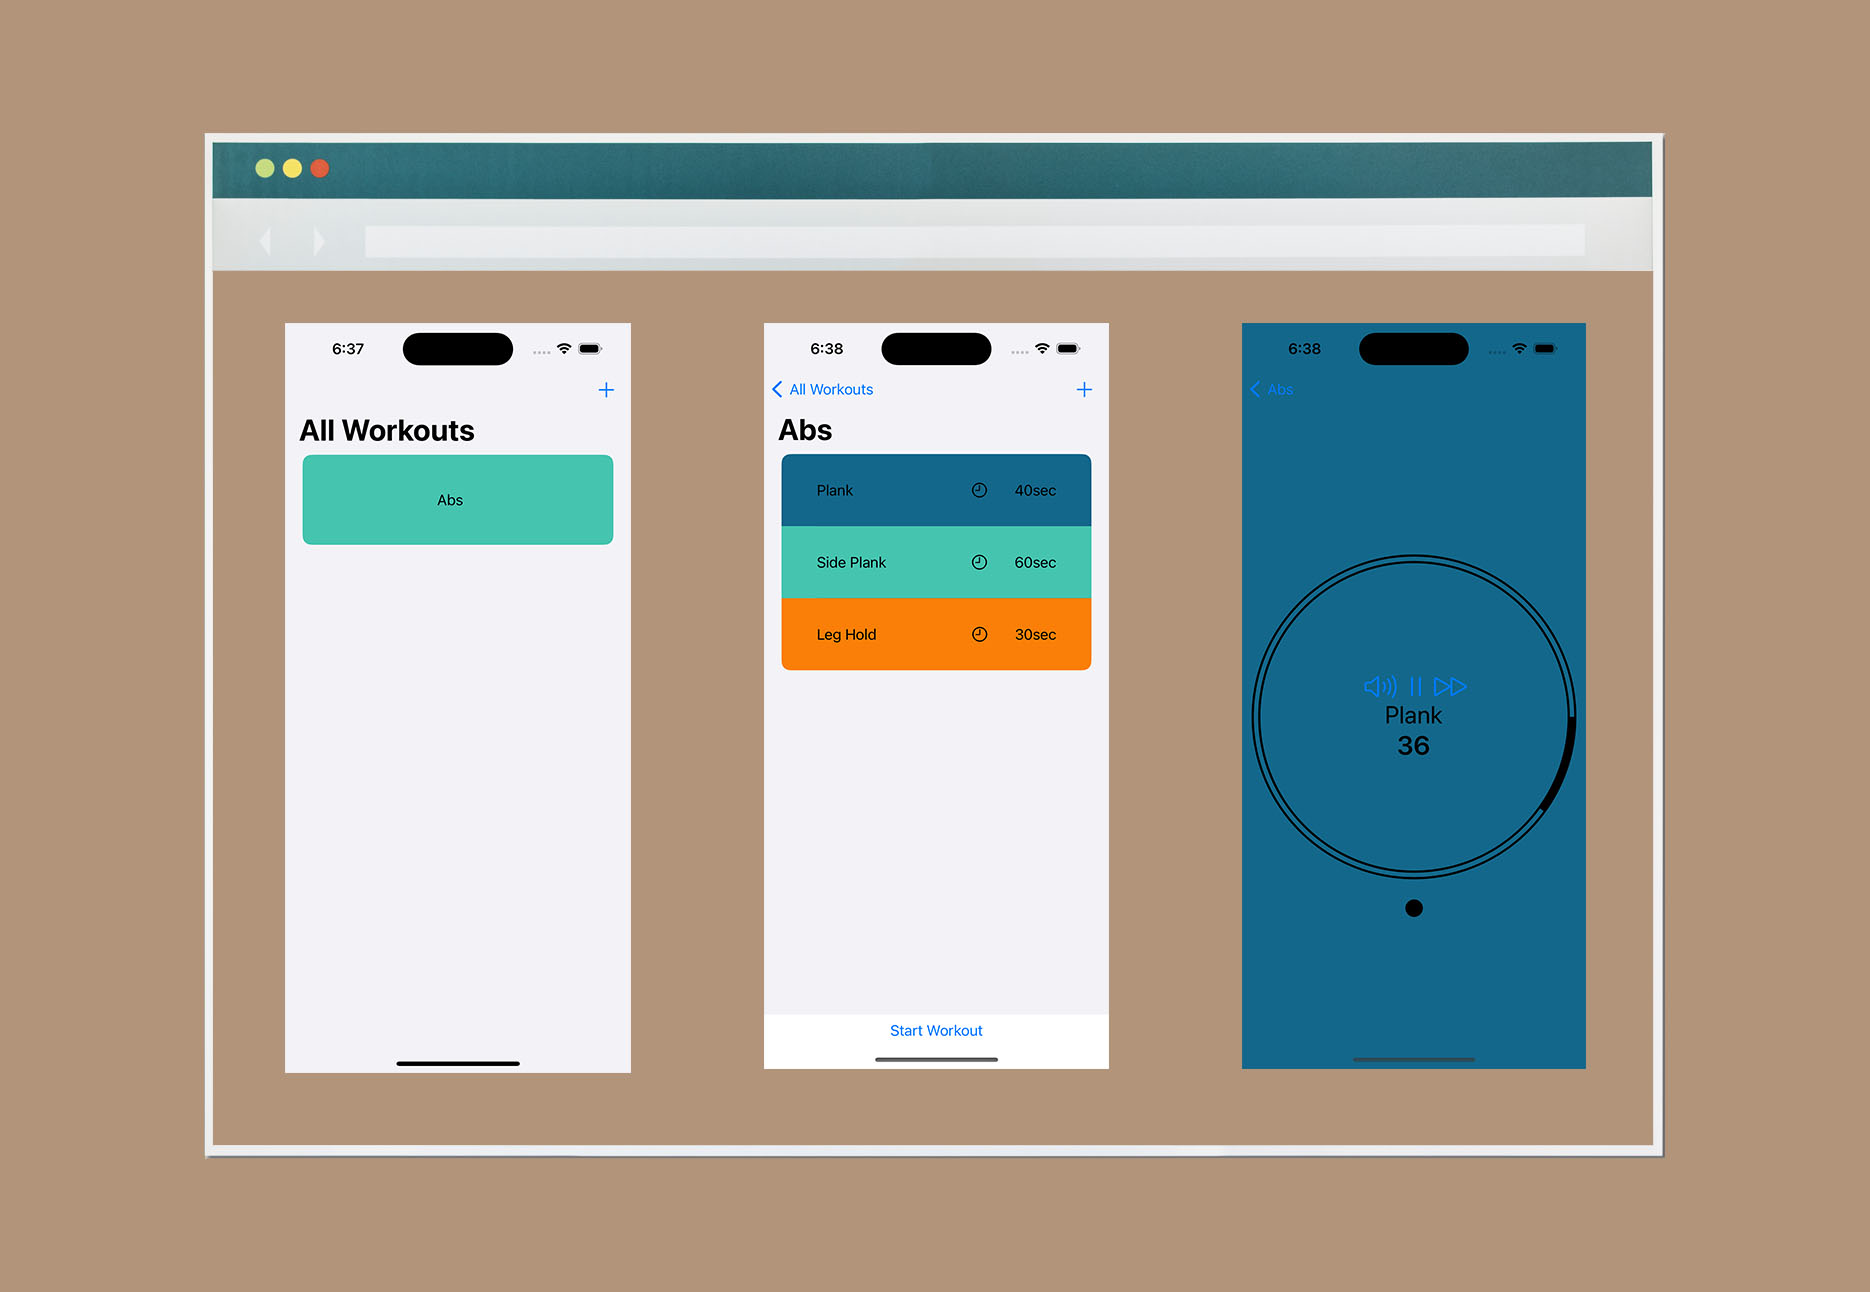 6:37
All Workouts
Abs
6:38
All Workouts
Abs
Plank 40sec
Side Plank 60sec
Leg Hold 30sec
Start Workout
6:38
Abs
Plank
36